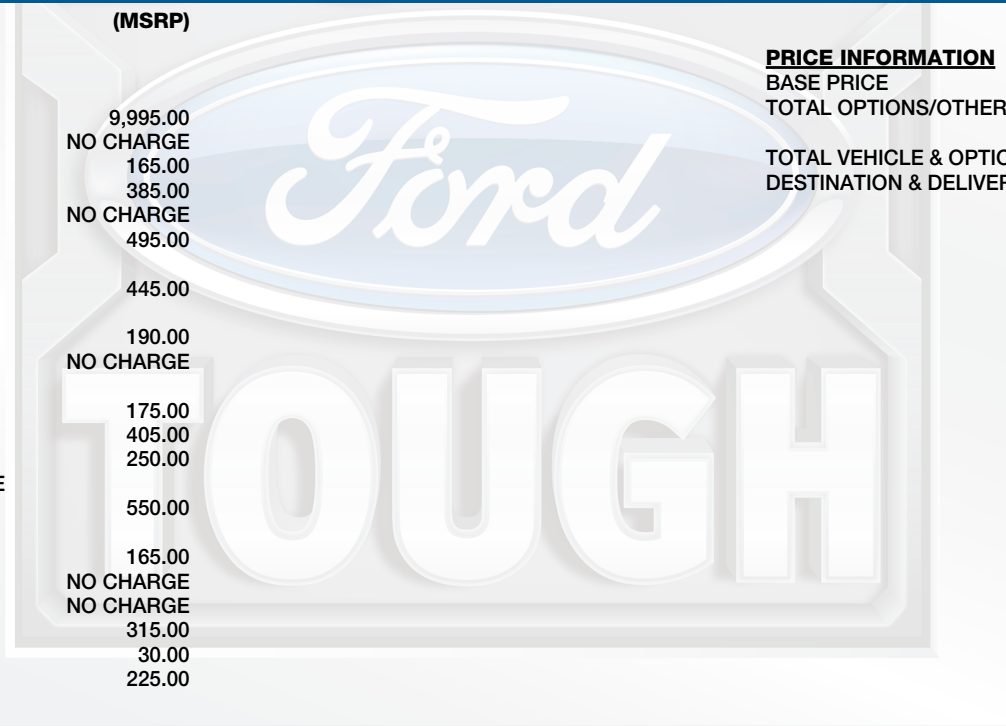 (MSRP)
9,995.00
NO CHARGE
165.00
385.00
NO CHARGE
495.00
445.00
190.00
NO CHARGE
175.00
405.00
250.00
E
550.00
165.00
NO CHARGE
NO CHARGE
315.00
30.00
225.00
PRICE INFORMATION
BASE PRICE
TOTAL OPTIONS/OTHER
TOTAL VEHICLE & OPTIO
DESTINATION & DELIVER
Ford
TOUGH